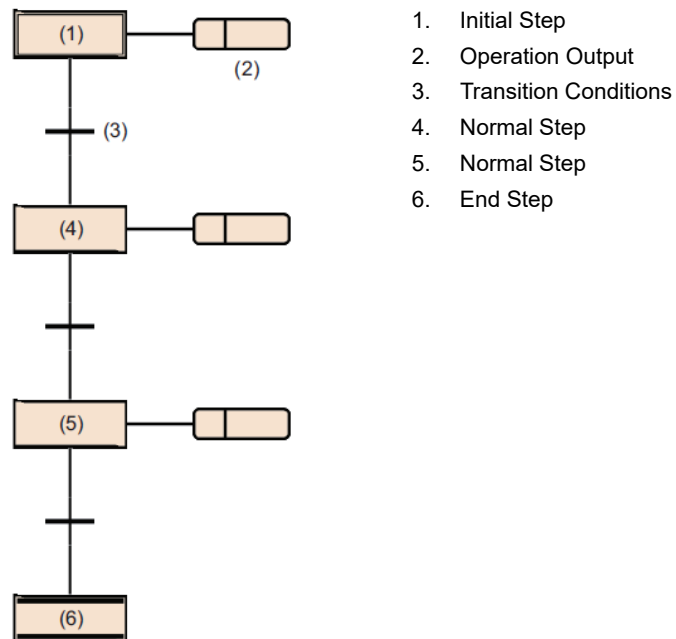 (1)
(2)
(3)
(4)
(5)
(6)
1. Initial Step
2. Operation Output
3. Transition Conditions
4. Normal Step
5. Normal Step
6. End Step